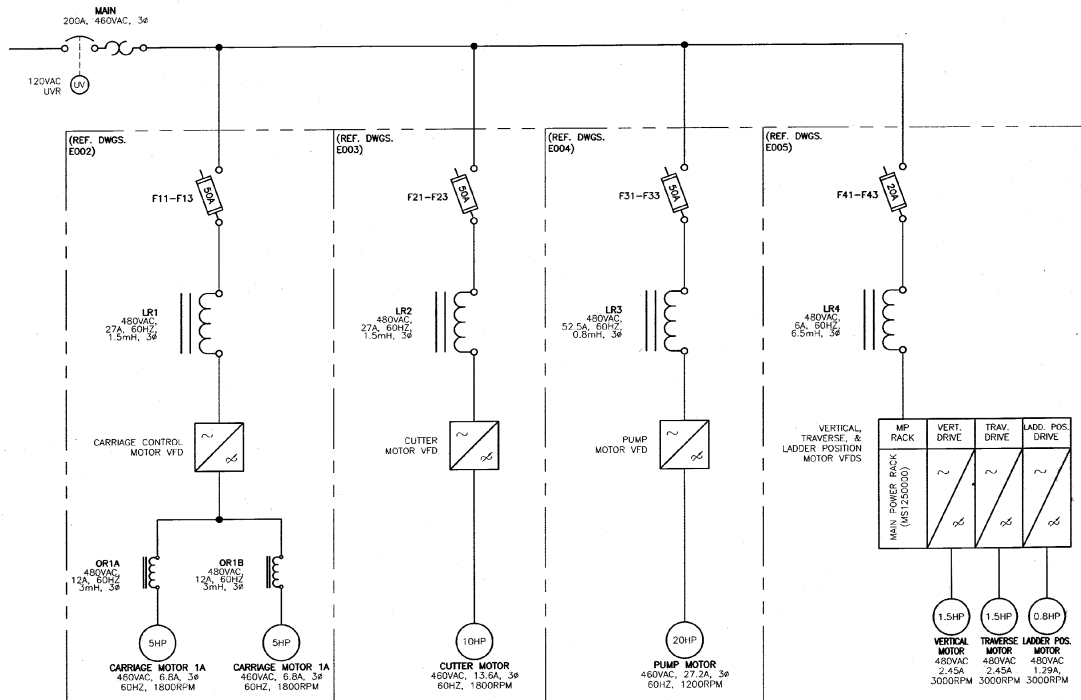 MAIN
200A, 460VAC, 3ø
120VAC
UVR
UV
(REF. DWGS.
E002)
(REF. DWGS.
E003)
(REF. DWGS.
E004)
(REF. DWGS.
E005)
F11-F13
50A
F21-F23
50A
F31-F33
50A
F41-F43
20A
LR1
480VAC,
27A, 60HZ,
1.5mH, 3ø
LR2
480VAC,
27A, 60HZ,
1.5mH, 3ø
LR3
480VAC,
52.5A, 60HZ,
0.8mH, 3ø
LR4
480VAC,
6A, 60HZ,
6.5mH, 3ø
CARRIAGE CONTROL
MOTOR VFD
CUTTER
MOTOR VFD
PUMP
MOTOR VFD
VERTICAL,
TRAVERSE, &
LADDER POSITION
MOTOR VFDS
MP
RACK
VERT.
DRIVE
TRAV.
DRIVE
LADD. POS.
DRIVE
MAIN POWER RACK
(MS1250000)
OR1A
480VAC,
12A, 60HZ
3mH, 3ø
OR1B
480VAC,
12A, 60HZ
3mH, 3ø
5HP
CARRIAGE MOTOR 1A
460VAC, 6.8A, 3ø
60HZ, 1800RPM
5HP
CARRIAGE MOTOR 1A
460VAC, 6.8A, 3ø
60HZ, 1800RPM
10HP
CUTTER MOTOR
460VAC, 13.6A, 3ø
60HZ, 1800RPM
20HP
PUMP MOTOR
460VAC, 27.2A, 3ø
60HZ, 1200RPM
1.5HP
VERTICAL
MOTOR
480VAC
2.45A
3000RPM
1.5HP
TRAVERSE
MOTOR
480VAC
2.45A
3000RPM
0.8HP
LADDER POS.
MOTOR
480VAC
1.29A,
3000RPM